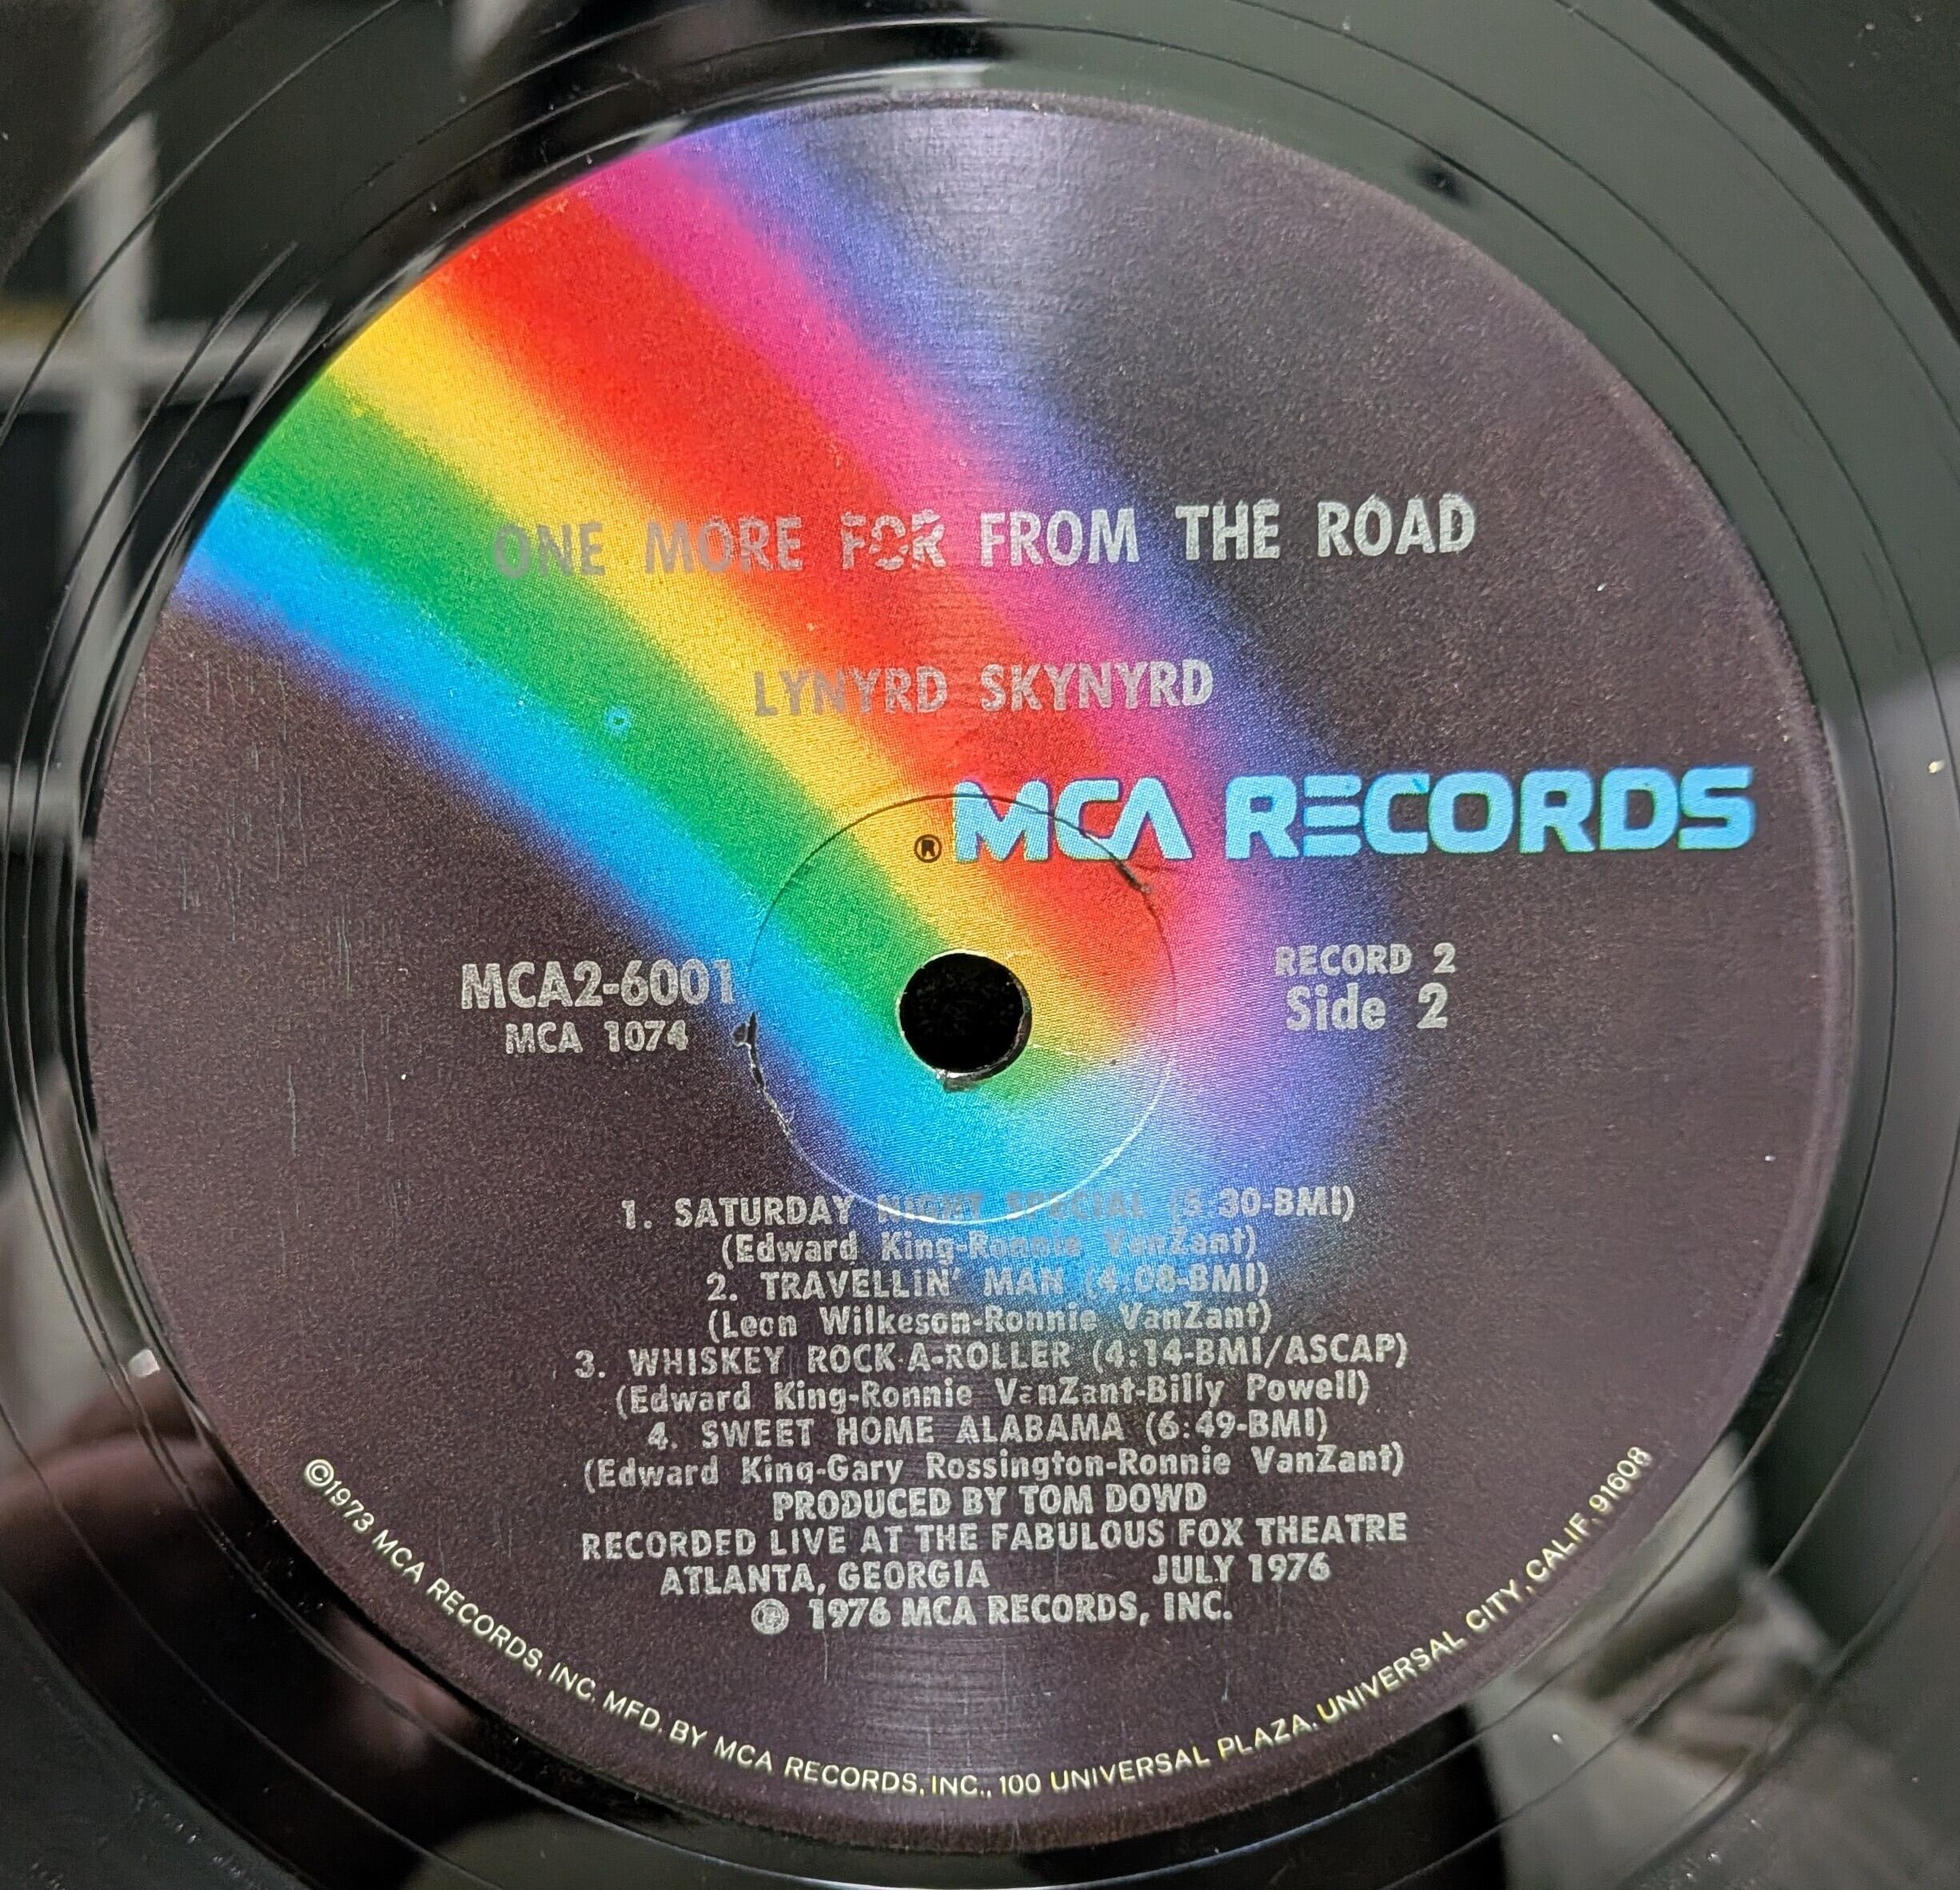 ONE MORE FOR FROM THE ROAD
LYNYRD SKYNYRD
® MCA RECORDS
MCA2-6001
MCA 1074
RECORD 2
Side 2
1. SATURDAY NIGHT SPECIAL (5:30-BMI)
(Edward King-Ronnie VanZant)
2. TRAVELLIN' MAN (4:08-BMI)
(Leon Wilkeson-Ronnie VanZant)
3. WHISKEY ROCK-A-ROLLER (4:14-BMI/ASCAP)
(Edward King-Ronnie VanZant-Billy Powell)
4. SWEET HOME ALABAMA (6:49-BMI)
(Edward King-Gary Rossington-Ronnie VanZant)
PRODUCED BY TOM DOWD
RECORDED LIVE AT THE FABULOUS FOX THEATRE
ATLANTA, GEORGIA JULY 1976
℗ 1976 MCA RECORDS, INC.
©1973 MCA RECORDS, INC. MFD. BY MCA RECORDS, INC., 100 UNIVERSAL PLAZA, UNIVERSAL CITY, CALIF. 91608